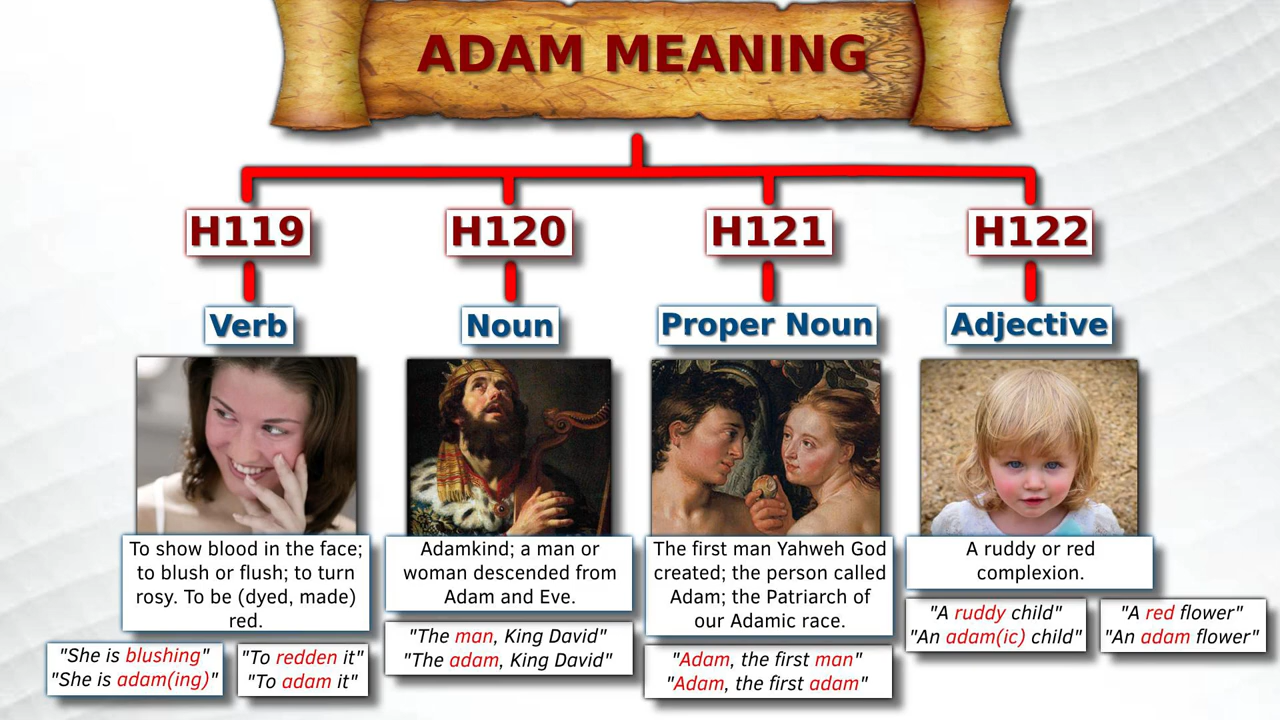 ADAM MEANING
H119
H120
H121
H122
Verb
Noun
Proper Noun
Adjective
To show blood in the face;
to blush or flush; to turn
rosy. To be (dyed, made)
red.
"She is blushing"
"She is adam(ing)"
"To redden it"
"To adam it"
Adamkind; a man or
woman descended from
Adam and Eve.
"The man, King David"
"The adam, King David"
The first man Yahweh God
created; the person called
Adam; the Patriarch of
our Adamic race.
"Adam, the first man"
"Adam, the first adam"
A ruddy or red
complexion.
"A ruddy child"
"An adam(ic) child"
"A red flower"
"An adam flower"